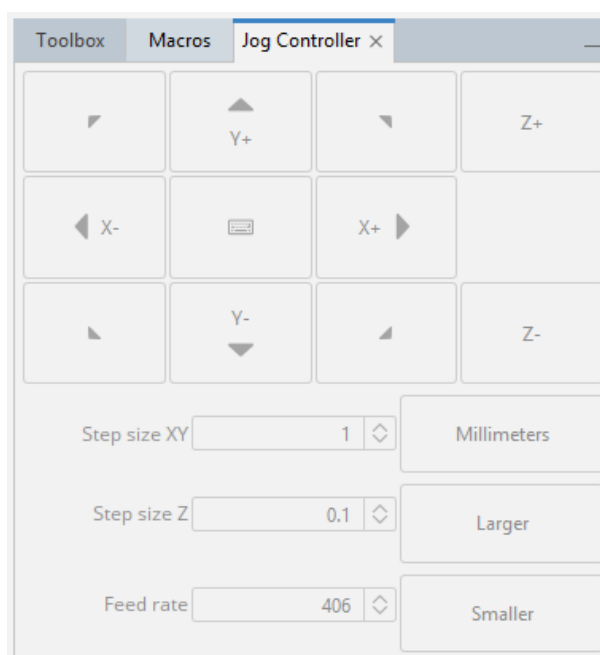 Toolbox Macros Jog Controller ×
Y+ Z+
X- X+
Y- Z-
Step size XY 1 Millimeters
Step size Z 0.1 Larger
Feed rate 406 Smaller